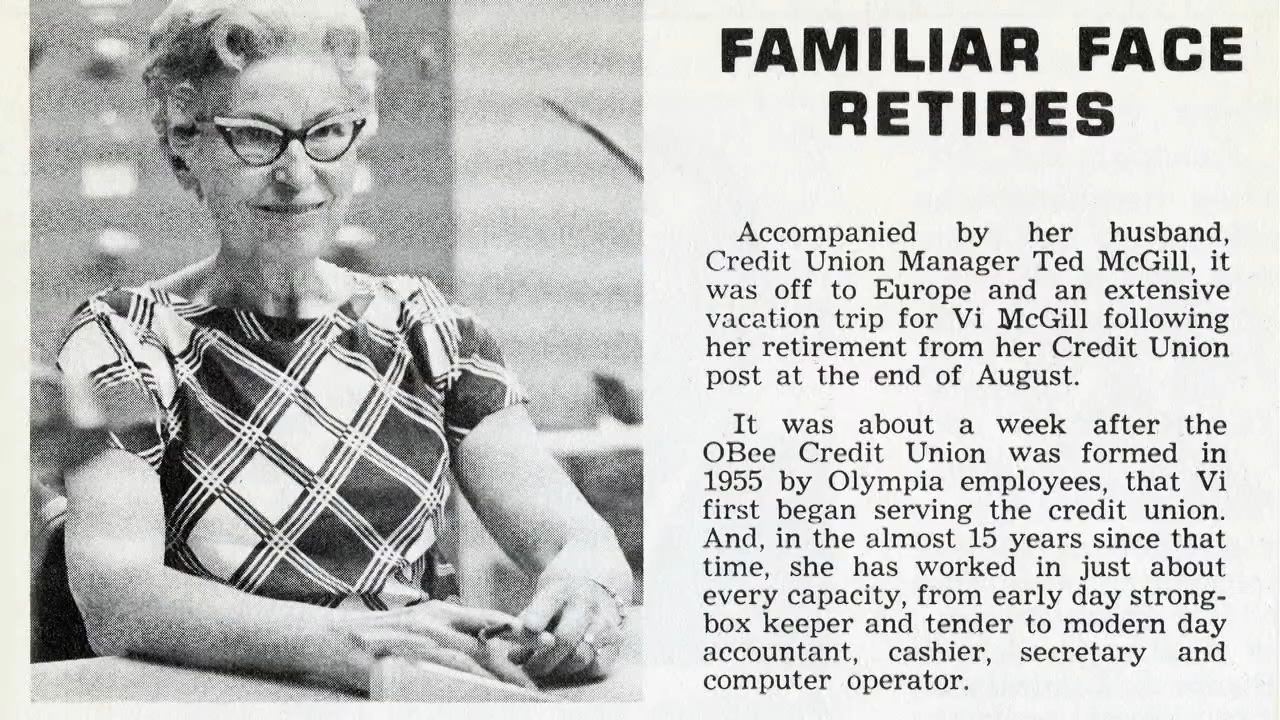 FAMILIAR FACE
RETIRES
Accompanied by her husband,
Credit Union Manager Ted McGill, it
was off to Europe and an extensive
vacation trip for Vi McGill following
her retirement from her Credit Union
post at the end of August.
It was about a week after the
OBee Credit Union was formed in
1955 by Olympia employees, that Vi
first began serving the credit union.
And, in the almost 15 years since that
time, she has worked in just about
every capacity, from early day strong-
box keeper and tender to modern day
accountant, cashier, secretary and
computer operator.